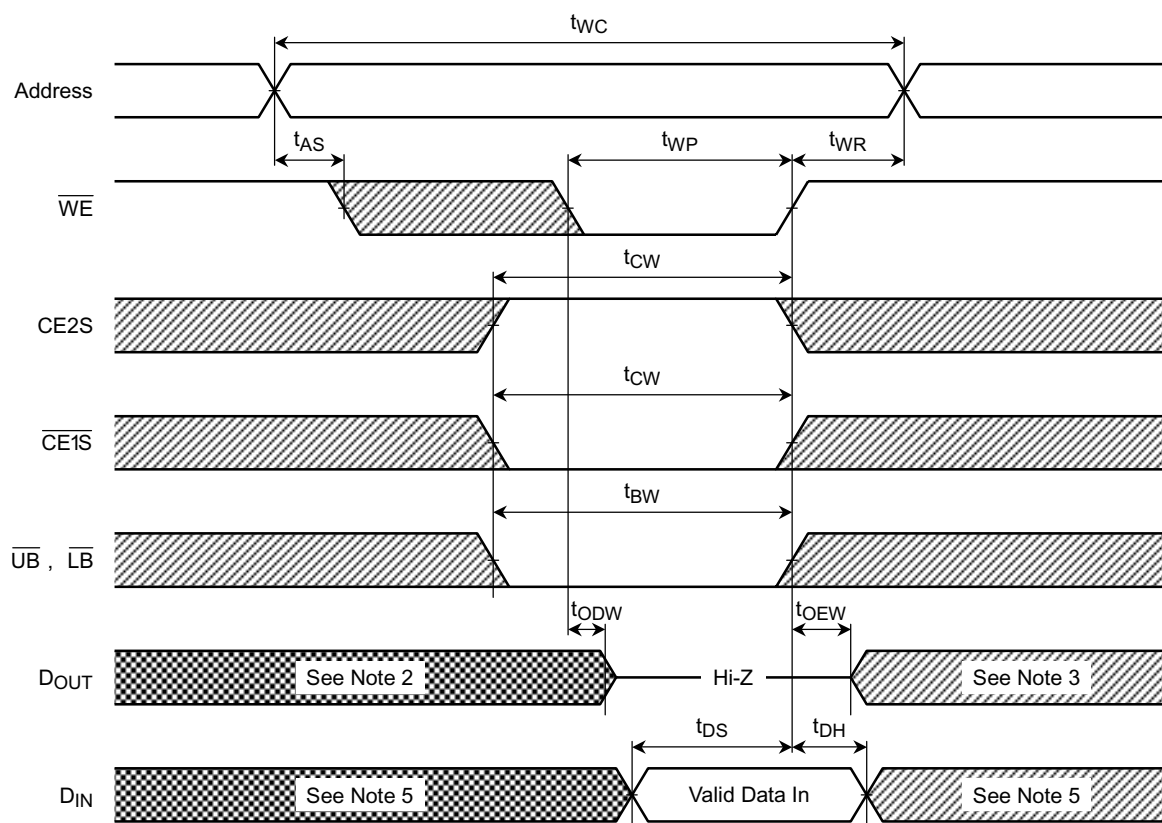 tWC
Address
tAS
tWP
tWR
WE
tCW
CE2S
tCW
CE1S
tBW
UB , LB
tODW
tOEW
DOUT
See Note 2
Hi-Z
See Note 3
tDS
tDH
DIN
See Note 5
Valid Data In
See Note 5